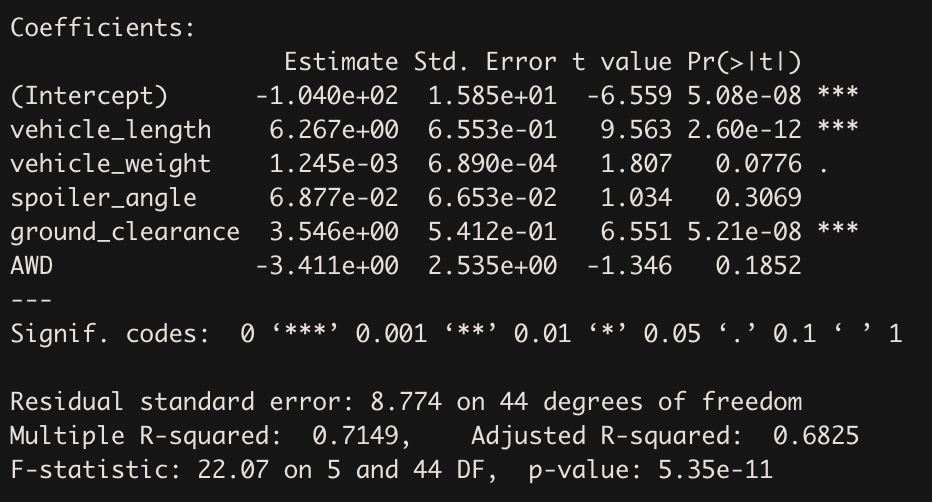 Coefficients:
                   Estimate Std. Error t value Pr(>|t|)
(Intercept)      -1.040e+02  1.585e+01  -6.559 5.08e-08 ***
vehicle_length    6.267e+00  6.553e-01   9.563 2.60e-12 ***
vehicle_weight    1.245e-03  6.890e-04   1.807   0.0776 .
spoiler_angle     6.877e-02  6.653e-02   1.034   0.3069
ground_clearance  3.546e+00  5.412e-01   6.551 5.21e-08 ***
AWD              -3.411e+00  2.535e+00  -1.346   0.1852
---
Signif. codes:  0 ‘***’ 0.001 ‘**’ 0.01 ‘*’ 0.05 ‘.’ 0.1 ‘ ’ 1
Residual standard error: 8.774 on 44 degrees of freedom
Multiple R-squared:  0.7149,    Adjusted R-squared:  0.6825
F-statistic: 22.07 on 5 and 44 DF,  p-value: 5.35e-11